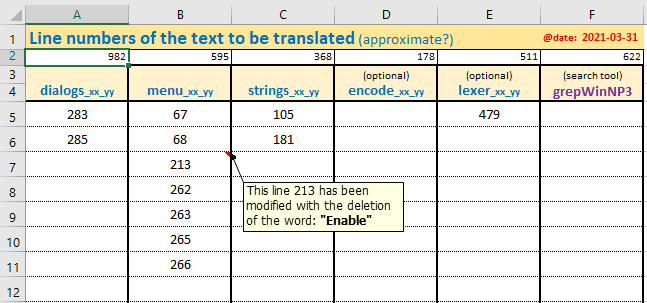 A B C D E F
1 Line numbers of the text to be translated (approximate?) @date: 2021-03-31
2 982 595 368 178 511 622
3 (optional) (optional) (search tool)
4 dialogs_xx_yy menu_xx_yy strings_xx_yy encode_xx_yy lexer_xx_yy grepWinNP3
5 283 67 105 479
6 285 68 181
7 213
8 262
9 263
10 265
11 266
12
This line 213 has been
modified with the deletion
of the word: "Enable"